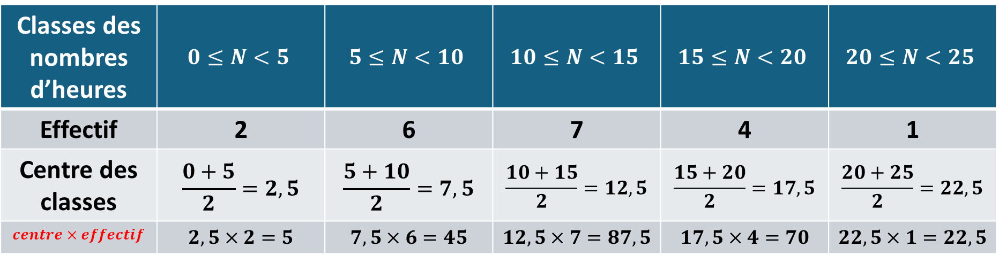 Classes des nombres d’heures 0 ≤ N < 5 5 ≤ N < 10 10 ≤ N < 15 15 ≤ N < 20 20 ≤ N < 25
Effectif 2 6 7 4 1
Centre des classes (0 + 5)/2 = 2,5 (5 + 10)/2 = 7,5 (10 + 15)/2 = 12,5 (15 + 20)/2 = 17,5 (20 + 25)/2 = 22,5
centre × effectif 2,5 × 2 = 5 7,5 × 6 = 45 12,5 × 7 = 87,5 17,5 × 4 = 70 22,5 × 1 = 22,5